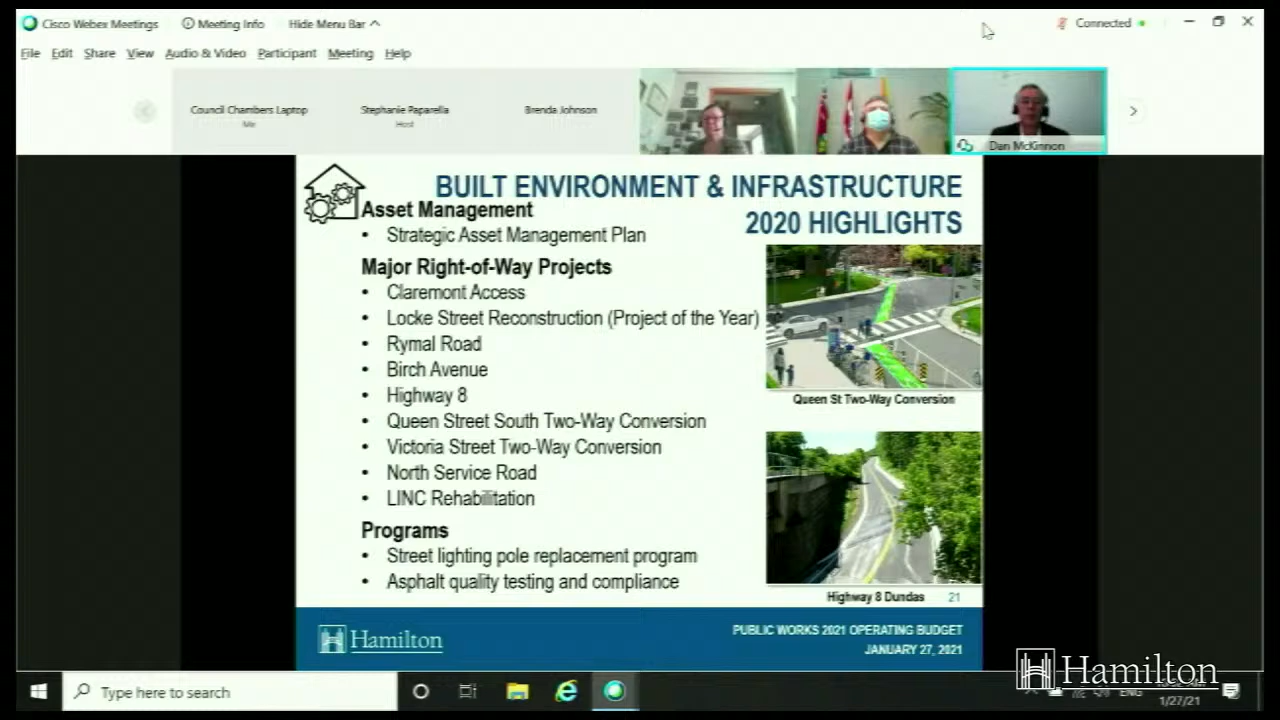 Cisco Webex Meetings
Meeting Info
Hide Menu Bar
Connected
File Edit Share View Audio & Video Participant Meeting Help
Council Chambers Laptop
Me
Stephanie Paparella
Host
Brenda Johnson
Dan McKinnon
BUILT ENVIRONMENT & INFRASTRUCTURE
2020 HIGHLIGHTS
Asset Management
• Strategic Asset Management Plan
Major Right-of-Way Projects
• Claremont Access
• Locke Street Reconstruction (Project of the Year)
• Rymal Road
• Birch Avenue
• Highway 8
• Queen Street South Two-Way Conversion
• Victoria Street Two-Way Conversion
• North Service Road
• LINC Rehabilitation
Programs
• Street lighting pole replacement program
• Asphalt quality testing and compliance
Queen St Two-Way Conversion
Highway 8 Dundas
21
Hamilton
PUBLIC WORKS 2021 OPERATING BUDGET
JANUARY 27, 2021
Hamilton
Type here to search
ENG
1/27/21